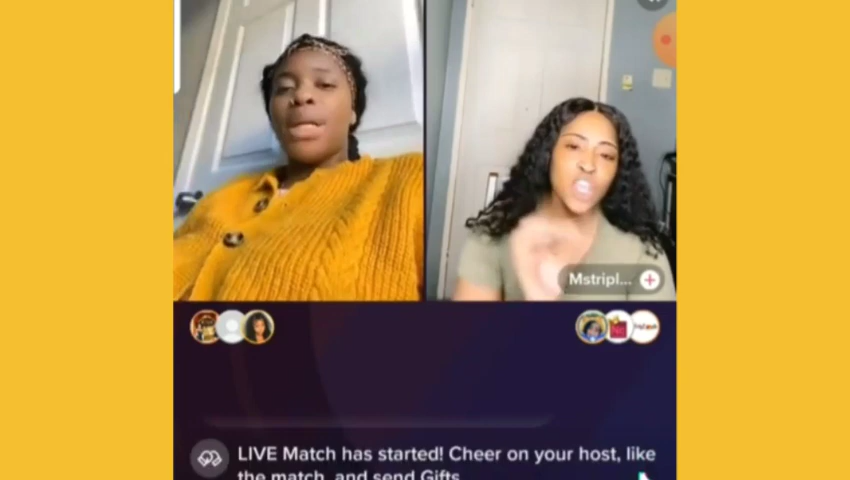 Mstripl...
LIVE Match has started! Cheer on your host, like
the match, and send Gifts